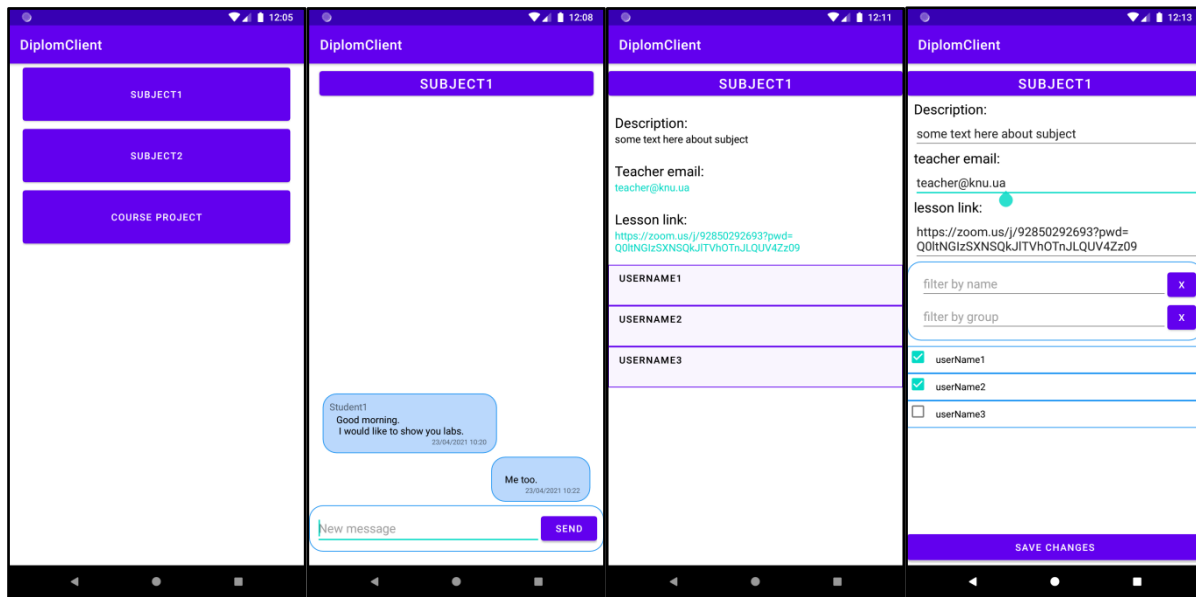 12:05
DiplomClient
SUBJECT1
SUBJECT2
COURSE PROJECT
12:08
DiplomClient
SUBJECT1
Student1
Good morning.
I would like to show you labs.
23/04/2021 10:20
Me too.
23/04/2021 10:22
New message
SEND
12:11
DiplomClient
SUBJECT1
Description:
some text here about subject
Teacher email:
teacher@knu.ua
Lesson link:
https://zoom.us/j/92850292693?pwd=
Q0ltNGIzSXNSQkJlTVhOTnJLQUV4Zz09
USERNAME1
USERNAME2
USERNAME3
12:13
DiplomClient
SUBJECT1
Description:
some text here about subject
teacher email:
teacher@knu.ua
lesson link:
https://zoom.us/j/92850292693?pwd=
Q0ltNGIzSXNSQkJlTVhOTnJLQUV4Zz09
filter by name
X
filter by group
X
userName1
userName2
userName3
SAVE CHANGES